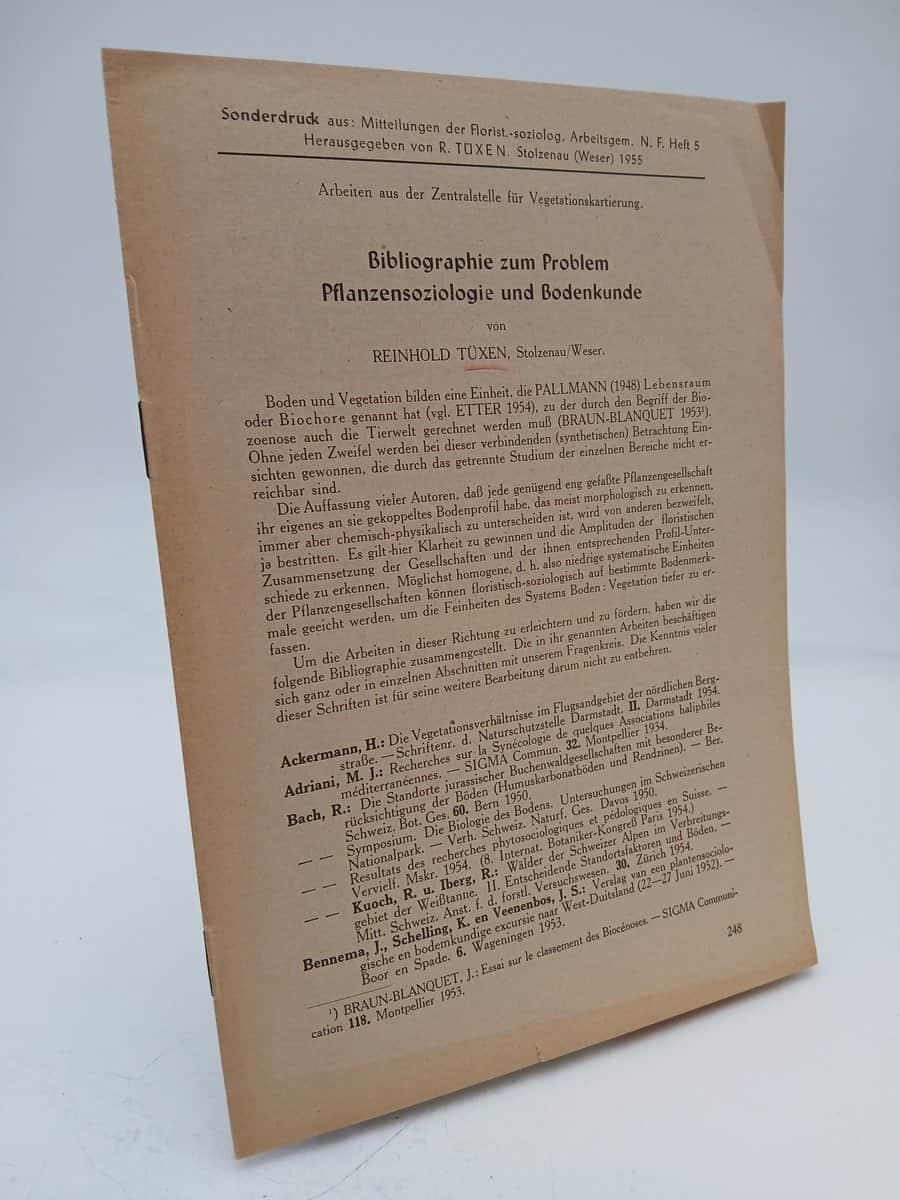 Sonderdruck aus: Mitteilungen der Florist.-soziolog. Arbeitsgem. N. F. Heft 5
Herausgegeben von R. TÜXEN. Stolzenau (Weser) 1955
Arbeiten aus der Zentralstelle für Vegetationskartierung.
Bibliographie zum Problem
Pflanzensoziologie und Bodenkunde
von
REINHOLD TÜXEN, Stolzenau/Weser.
Boden und Vegetation bilden eine Einheit, die PALLMANN (1948) Lebensraum
oder Biochore genannt hat (vgl. ETTER 1954), zu der durch den Begriff der Bio-
zoenose auch die Tierwelt gerechnet werden muß (BRAUN-BLANQUET 1953¹).
Ohne jeden Zweifel werden bei dieser verbindenden (synthetischen) Betrachtung Ein-
sichten gewonnen, die durch das getrennte Studium der einzelnen Bereiche nicht er-
reichbar sind.
Die Auffassung vieler Autoren, daß jede genügend eng gefaßte Pflanzengesellschaft
ihr eigenes an sie gekoppeltes Bodenprofil habe, das meist morphologisch zu erkennen,
immer aber chemisch-physikalisch zu unterscheiden ist, wird von anderen bezweifelt,
ja bestritten. Es gilt hier Klarheit zu gewinnen und die Amplituden der floristischen
Zusammensetzung der Gesellschaften und der ihnen entsprechenden Profil-Unter-
schiede zu erkennen. Möglichst homogene, d. h. also niedrige systematische Einheiten
der Pflanzengesellschaften können floristisch-soziologisch auf bestimmte Bodenmerk-
male geeicht werden, um die Feinheiten des Systems Boden: Vegetation tiefer zu er-
fassen.
Um die Arbeiten in dieser Richtung zu erleichtern und zu fördern, haben wir die
folgende Bibliographie zusammengestellt. Die in ihr genannten Arbeiten beschäftigen
sich ganz oder in einzelnen Abschnitten mit unserem Fragenkreis. Die Kenntnis vieler
dieser Schriften ist für seine weitere Bearbeitung darum nicht zu entbehren.
Ackermann, H.: Die Vegetationsverhältnisse im Flugsandgebiet der nördlichen Berg-
straße. — Schriftenr. d. Naturschutzstelle Darmstadt. II. Darmstadt 1954.
Adriani, M. J.: Recherches sur la Synécologie de quelques Associations haliphiles
méditerranéennes. — SIGMA Commun. 32. Montpellier 1934.
Bach, R.: Die Standorte jurassischer Buchenwaldgesellschaften mit besonderer Be-
rücksichtigung der Böden (Humuskarbonatböden und Rendzinen). — Ber.
Schweiz. Bot. Ges. 60. Bern 1950.
— — Symposium. Die Biologie des Bodens. Untersuchungen im Schweizerischen
Nationalpark. — Verh. Schweiz. Naturf. Ges. Davos 1950.
— — Resultats des recherches phytosociologiques et pédologiques en Suisse. —
Vervielf. Mskr. 1954. (8. Internat. Botaniker-Kongreß Paris 1954.)
— — Kuoch, R. u. Iberg, R.: Wälder der Schweizer Alpen im Verbreitungs-
gebiet der Weißtanne. II. Entscheidende Standortsfaktoren und Böden. —
Mitt. Schweiz. Anst. f. d. forstl. Versuchswesen. 30. Zürich 1954.
Bennema, J., Schelling, K. en Veenenbos, J. S.: Verslag van een plantensociolo-
gische en bodemkundige excursie naar West-Duitsland (22—27 Juni 1952). —
Boor en Spade. 6. Wageningen 1953.
¹) BRAUN-BLANQUET, J.: Essai sur le classement des Biocénoses. — SIGMA Communi-
cation 118. Montpellier 1953.
248